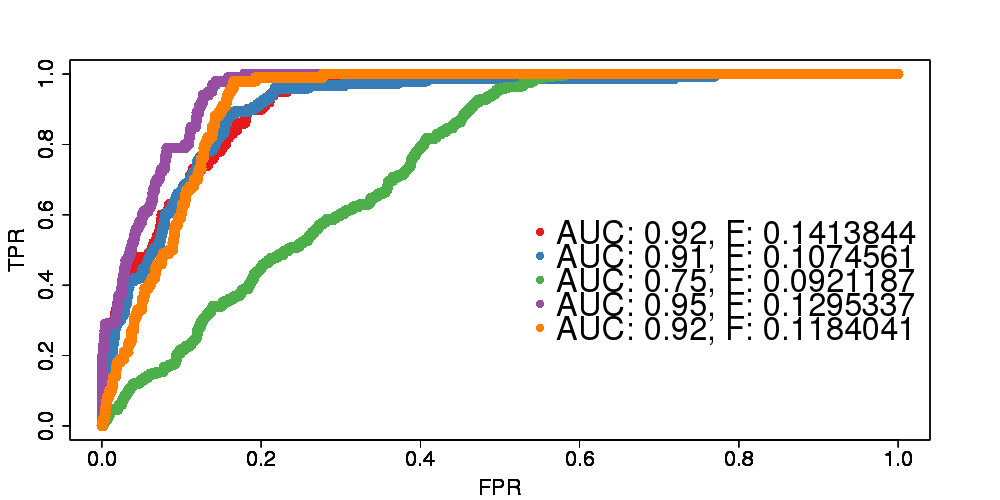 1.0
0.8
0.6
0.4
0.2
0.0
TPR
AUC: 0.92, F: 0.1413844
AUC: 0.91, F: 0.1074561
AUC: 0.75, F: 0.0921187
AUC: 0.95, F: 0.1295337
AUC: 0.92, F: 0.1184041
0.0 0.2 0.4 0.6 0.8 1.0
FPR